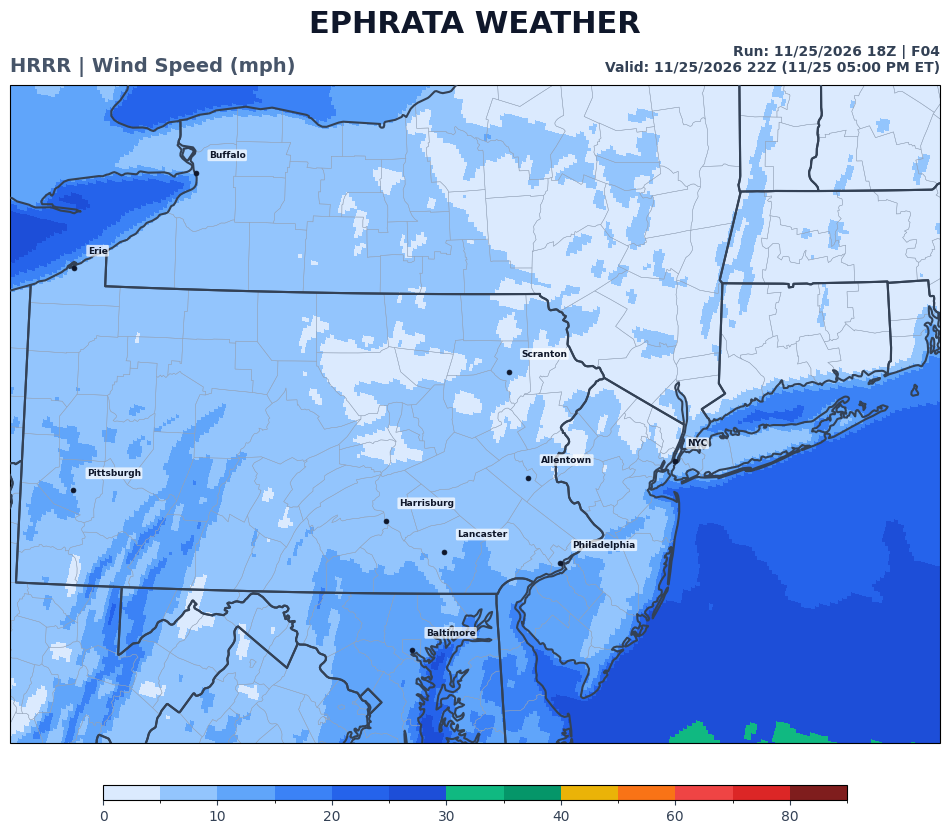 EPHRATA WEATHER
HRRR | Wind Speed (mph)
Run: 11/25/2026 18Z | F04
Valid: 11/25/2026 22Z (11/25 05:00 PM ET)
Buffalo
Erie
Scranton
NYC
Allentown
Pittsburgh
Harrisburg
Lancaster
Philadelphia
Baltimore
0 10 20 30 40 50 60 70 80